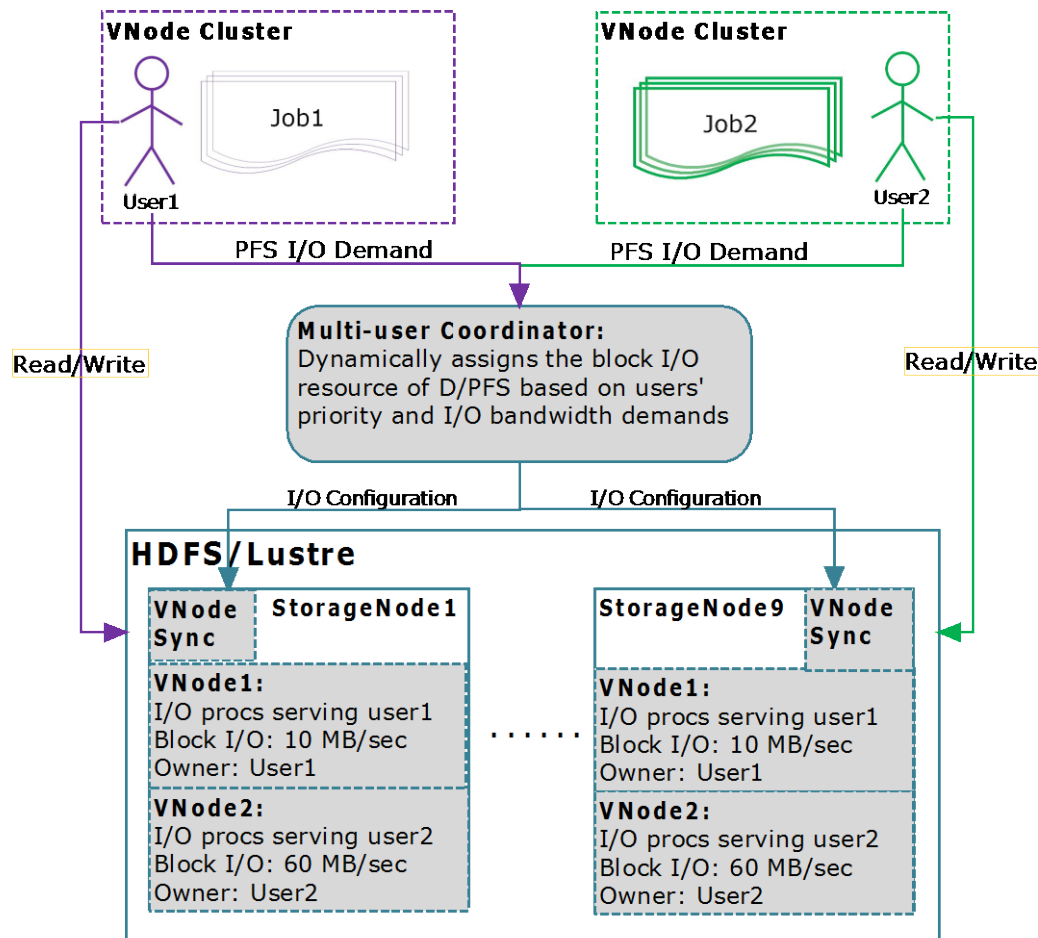 VNode Cluster
Job1
User1
VNode Cluster
Job2
User2
PFS I/O Demand
PFS I/O Demand
Read/Write
Read/Write
Multi-user Coordinator:
Dynamically assigns the block I/O
resource of D/PFS based on users'
priority and I/O bandwidth demands
I/O Configuration
I/O Configuration
HDFS/Lustre
VNode
Sync
StorageNode1
VNode1:
I/O procs serving user1
Block I/O: 10 MB/sec
Owner: User1
VNode2:
I/O procs serving user2
Block I/O: 60 MB/sec
Owner: User2
......
StorageNode9
VNode
Sync
VNode1:
I/O procs serving user1
Block I/O: 10 MB/sec
Owner: User1
VNode2:
I/O procs serving user2
Block I/O: 60 MB/sec
Owner: User2